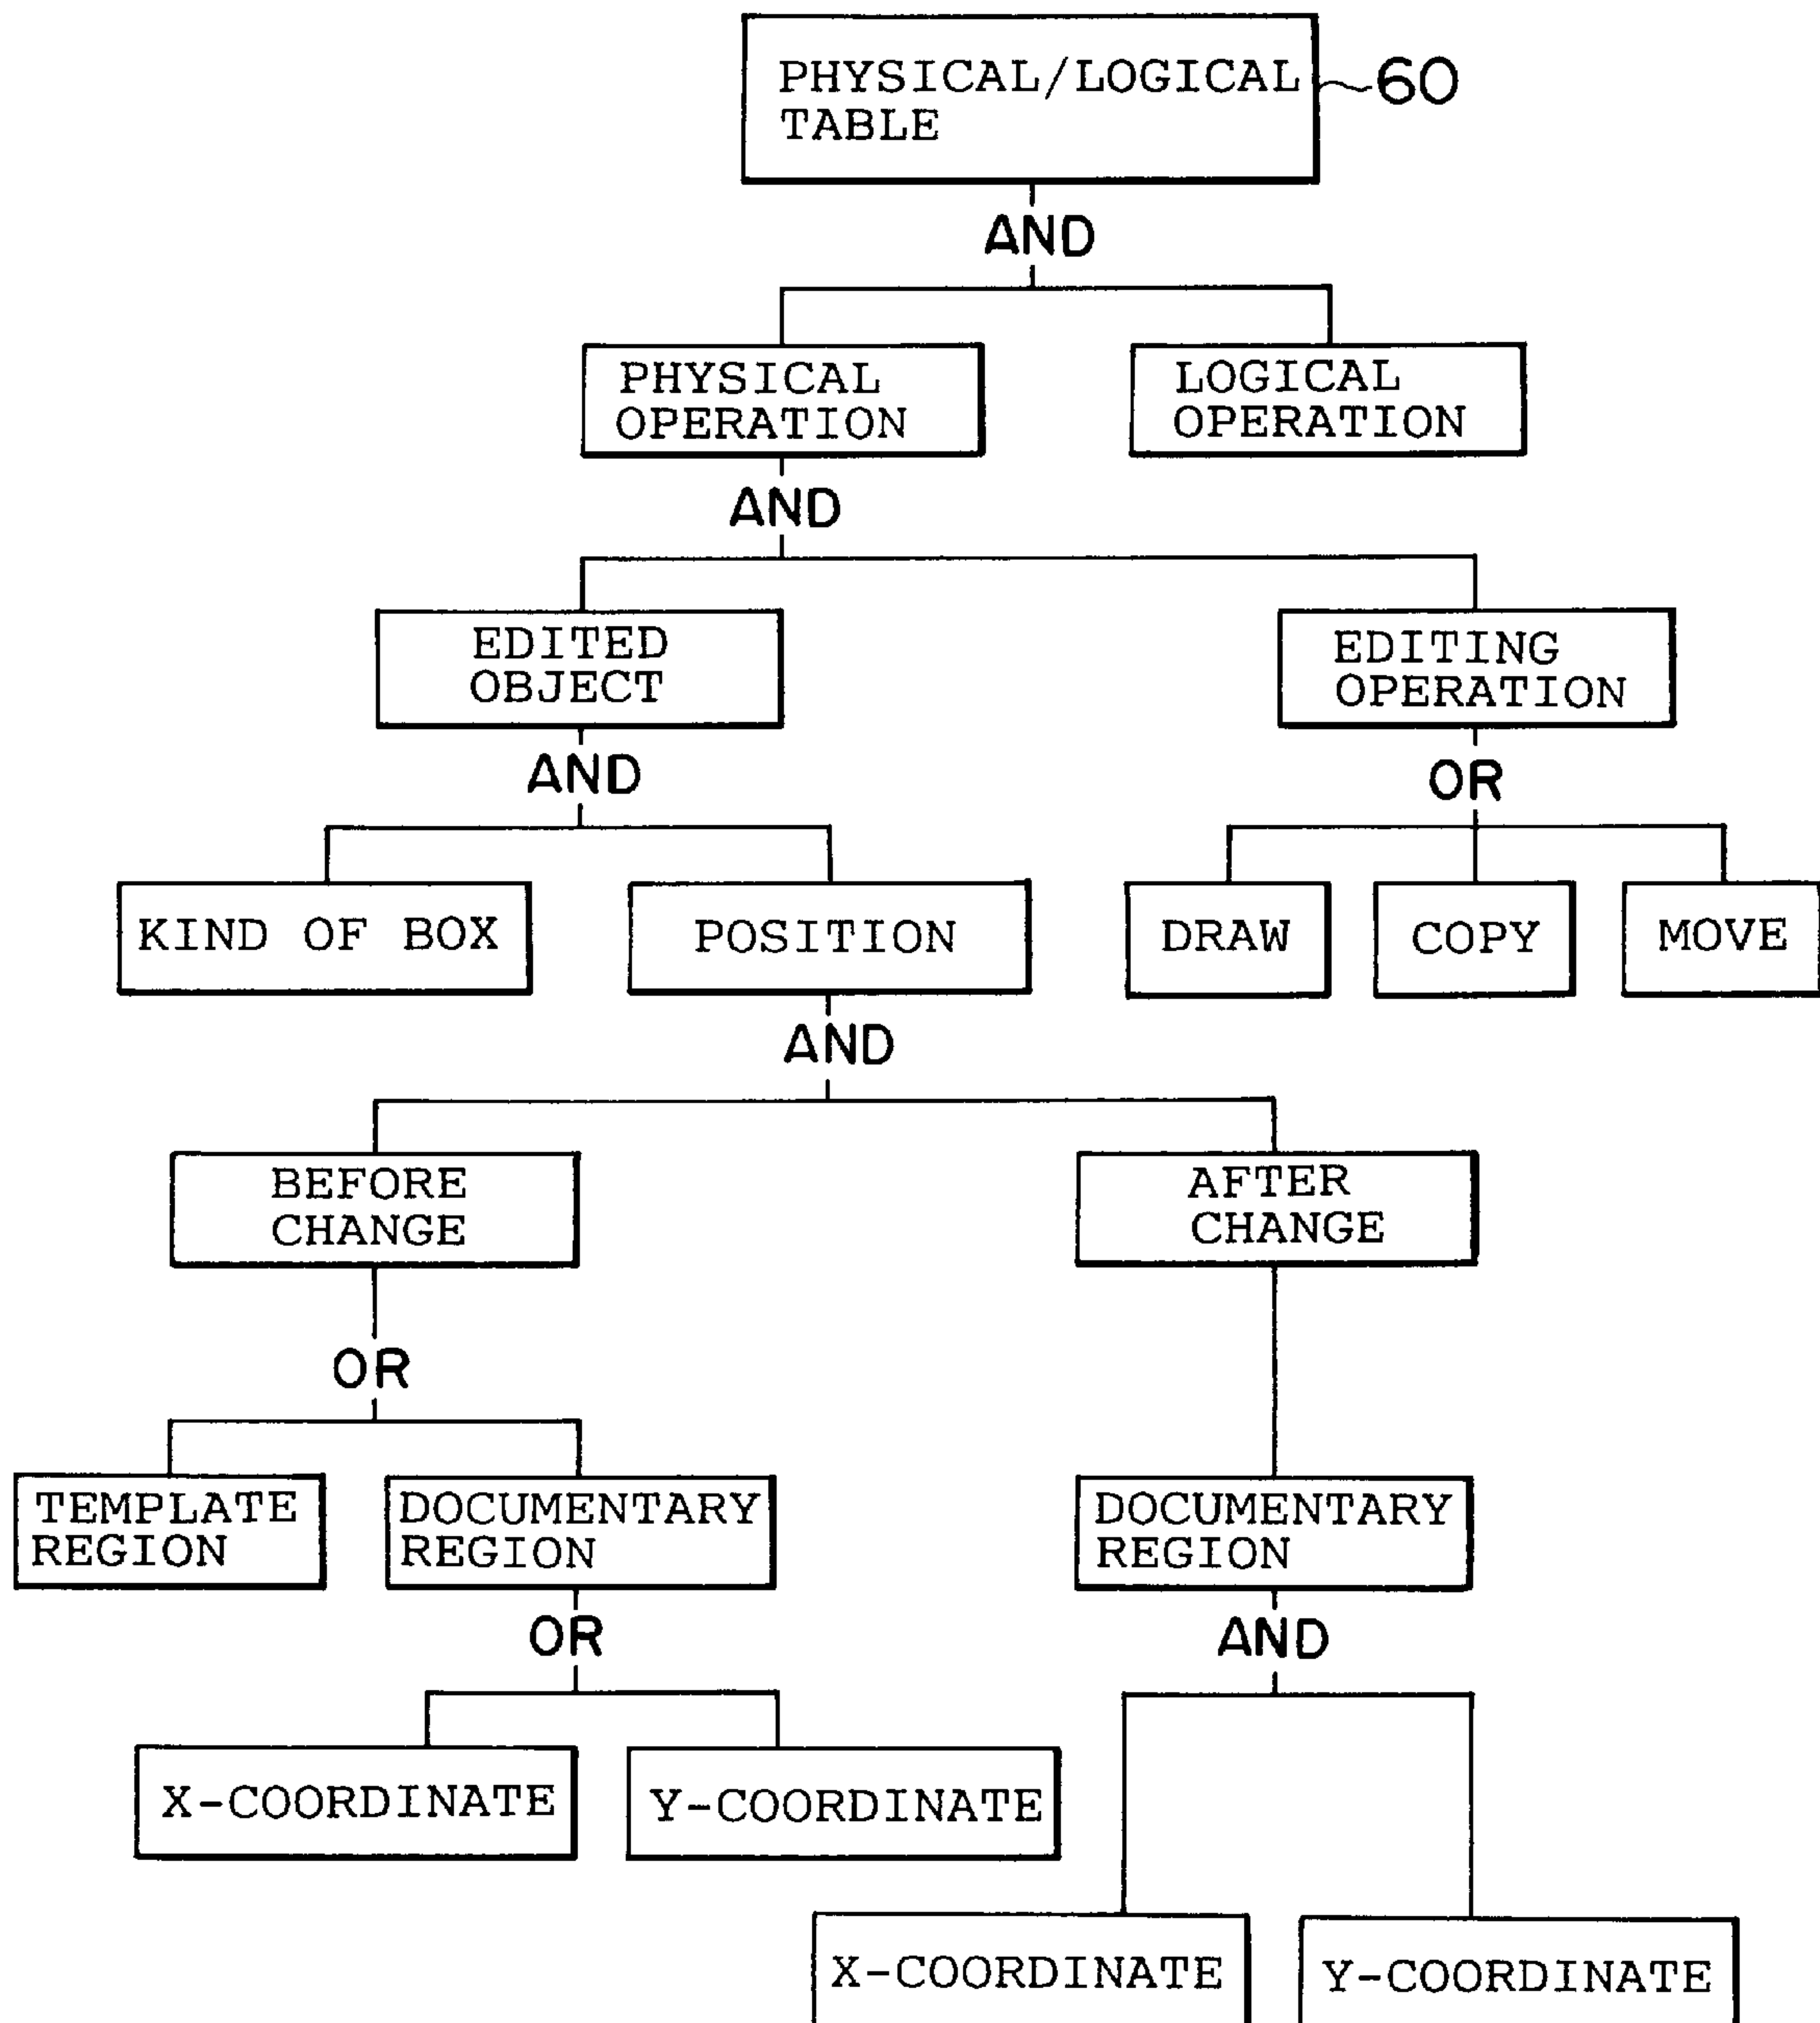 PHYSICAL/LOGICAL
TABLE
60
AND
PHYSICAL
OPERATION
LOGICAL
OPERATION
AND
EDITED
OBJECT
EDITING
OPERATION
AND
OR
KIND OF BOX
POSITION
DRAW
COPY
MOVE
AND
BEFORE
CHANGE
AFTER
CHANGE
OR
TEMPLATE
REGION
DOCUMENTARY
REGION
DOCUMENTARY
REGION
OR
AND
X-COORDINATE
Y-COORDINATE
X-COORDINATE
Y-COORDINATE